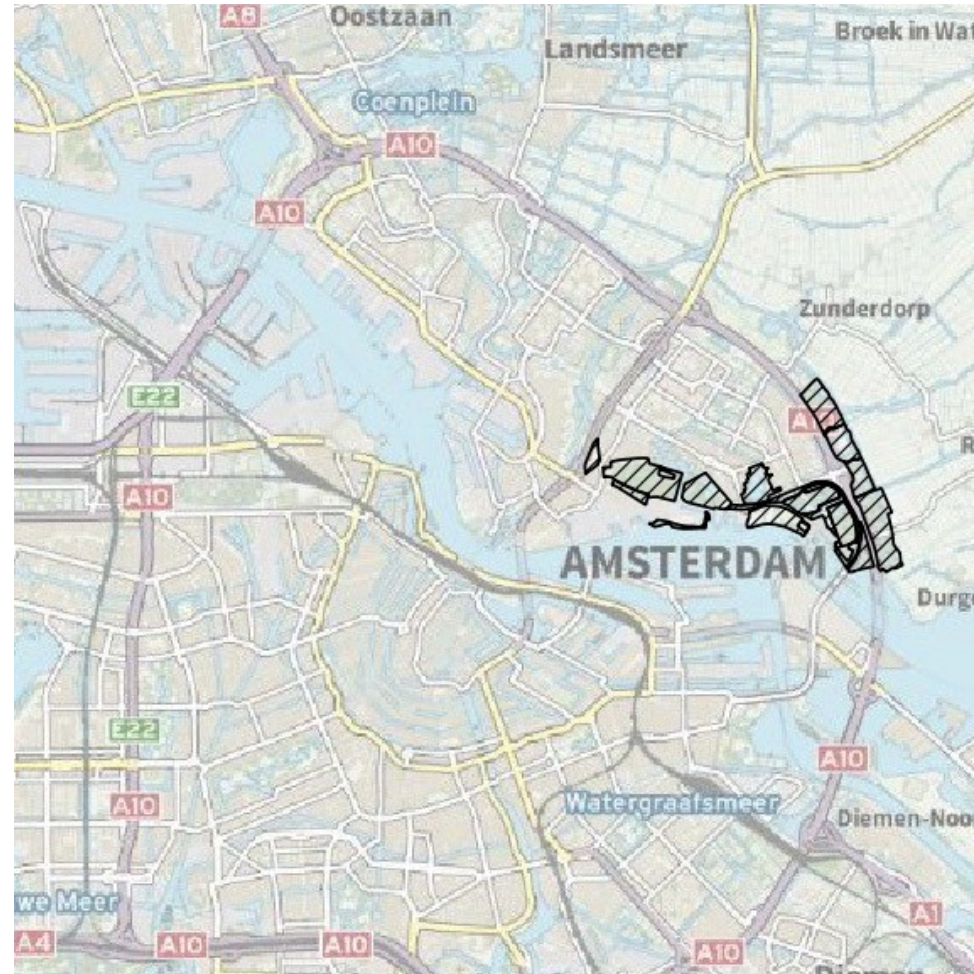 A8
Oostzaan
Broek in Wat
Landsmeer
Coenplein
A10
A10
Zunderdorp
E22
A10
AMSTERDAM
Durge
E22
A10
A10
Watergraafsmeer
Diemen-Noo
we Meer
A1
A4
A10
A10
A10